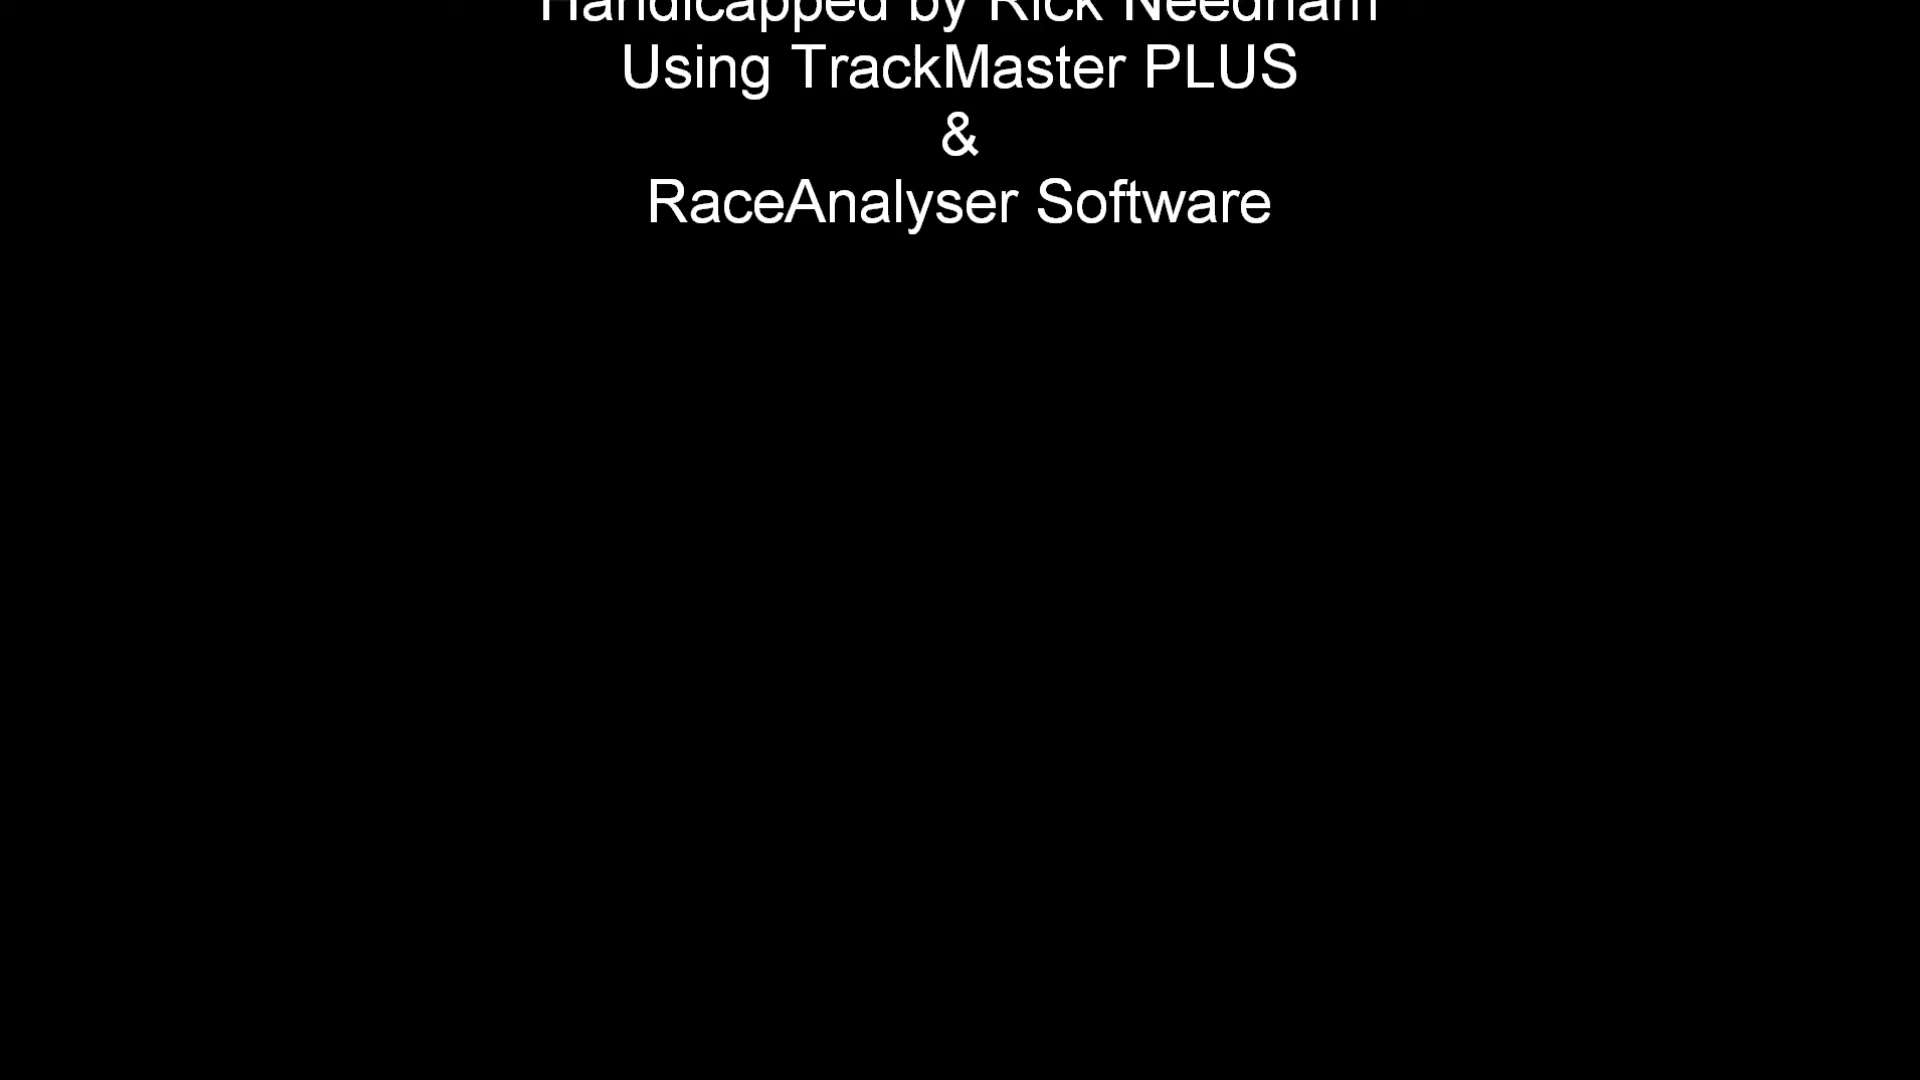 Handicapped by Rick Needham
Using TrackMaster PLUS
&
RaceAnalyser Software